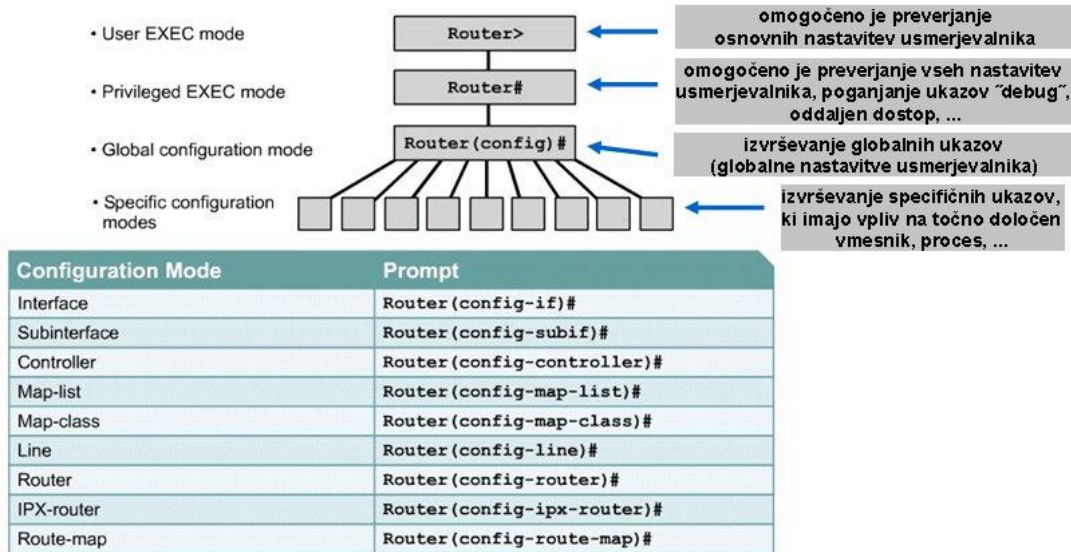 • User EXEC mode
Router>
omogočeno je preverjanje
osnovnih nastavitev usmerjevalnika
• Privileged EXEC mode
Router#
omogočeno je preverjanje vseh nastavitev
usmerjevalnika, poganjanje ukazov ˝debug˝,
oddaljen dostop, ...
• Global configuration mode
Router(config)#
izvrševanje globalnih ukazov
(globalne nastavitve usmerjevalnika)
• Specific configuration
modes
izvrševanje specifičnih ukazov,
ki imajo vpliv na točno določen
vmesnik, proces, ...
Configuration Mode Prompt
Interface Router(config-if)#
Subinterface Router(config-subif)#
Controller Router(config-controller)#
Map-list Router(config-map-list)#
Map-class Router(config-map-class)#
Line Router(config-line)#
Router Router(config-router)#
IPX-router Router(config-ipx-router)#
Route-map Router(config-route-map)#